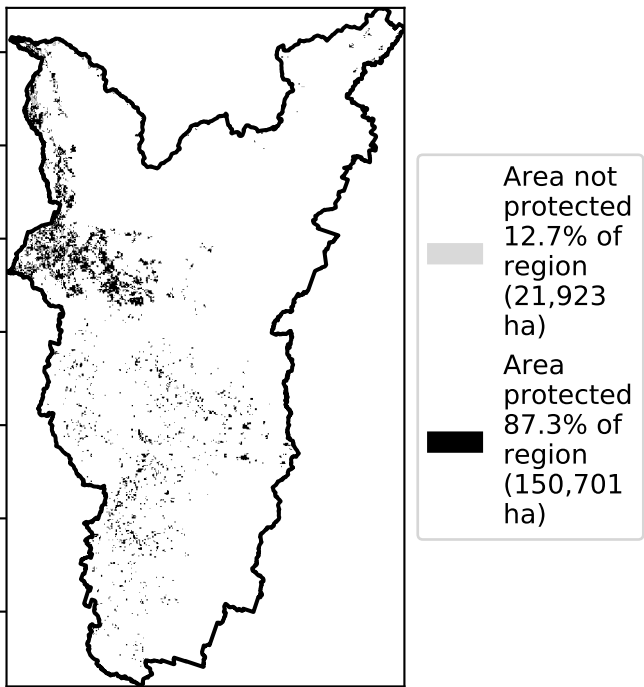 Area not
protected
12.7% of
region
(21,923
ha)
Area
protected
87.3% of
region
(150,701
ha)